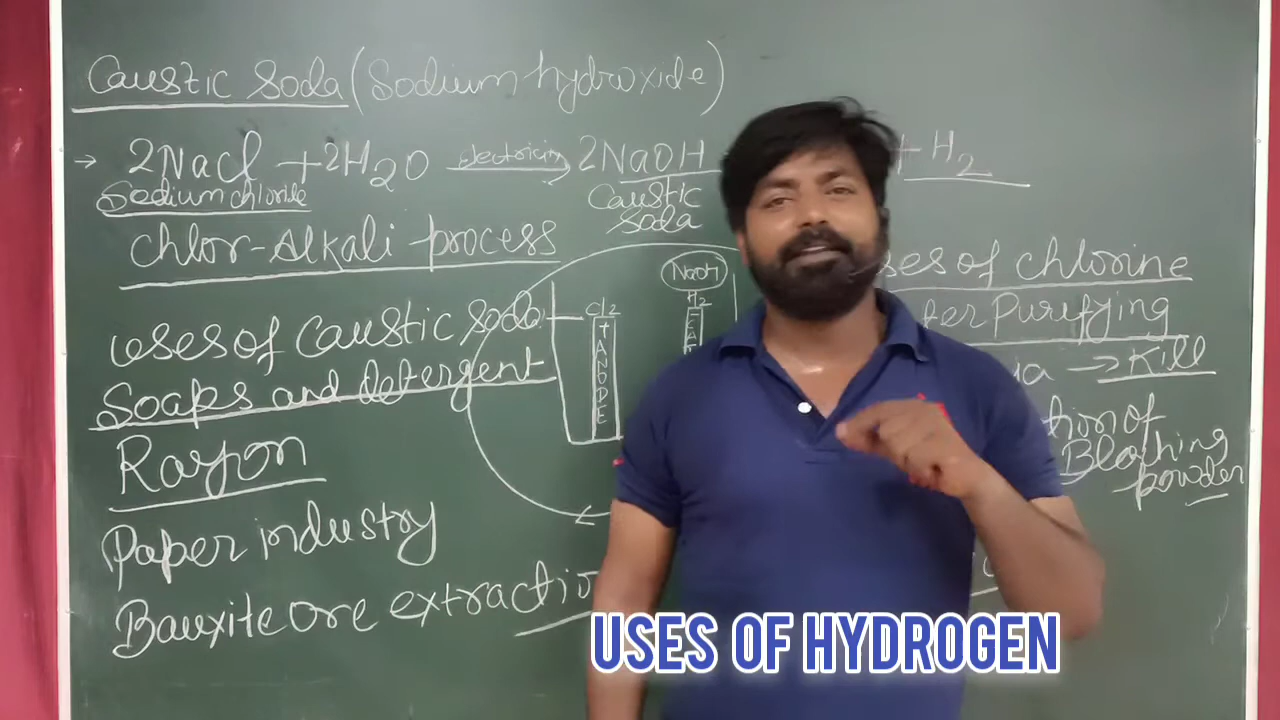 Caustic Soda (Sodium hydroxide)
→ 2NaCl + 2H2O electricity → 2NaOH + H2
Sodium chloride
Caustic
Soda
Chlor-Alkali process
uses of Caustic Soda
Soaps and detergent
Rayon
Paper industry
Bauxite ore extractio
NaOH
Cl2
H2
+
ANODE
-
CA
ses of chlorine
ter Purifying
ia → Kill
tion of
Bleaching
powder
USES OF HYDROGEN